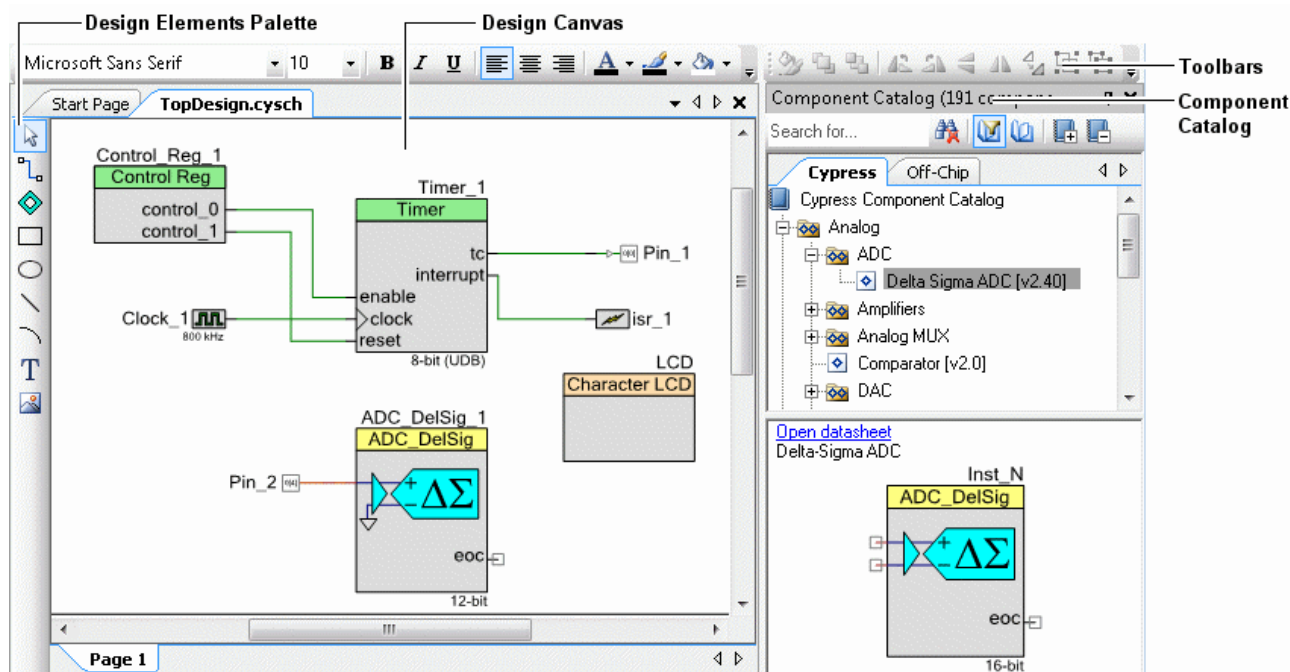 Design Elements Palette
Design Canvas
Microsoft Sans Serif
10
B I U
A
Toolbars
Start Page
TopDesign.cysch
Component Catalog (191
Component
Catalog
Search for...
Control_Reg_1
Control Reg
control_0
control_1
Timer_1
Timer
tc
interrupt
enable
clock
reset
8-bit (UDB)
Pin_1
isr_1
Clock_1
800 kHz
LCD
Character LCD
ADC_DelSig_1
ADC_DelSig
Pin_2
+
ΔΣ
−
eoc
12-bit
T
Page 1
Cypress
Off-Chip
Cypress Component Catalog
Analog
ADC
Delta Sigma ADC [v2.40]
Amplifiers
Analog MUX
Comparator [v2.0]
DAC
Open datasheet
Delta-Sigma ADC
Inst_N
ADC_DelSig
+
ΔΣ
−
eoc
16-bit